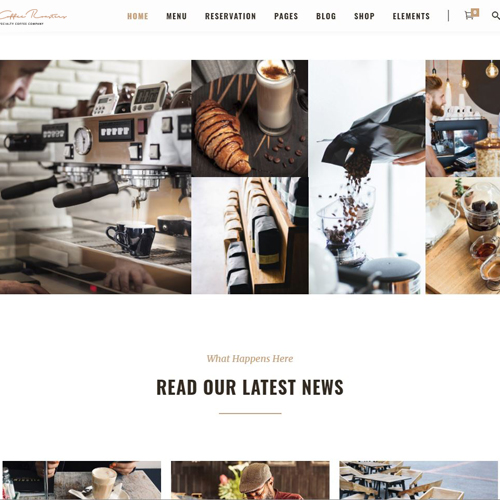 Coffee Roasters
SPECIALTY COFFEE COMPANY
HOME MENU RESERVATION PAGES BLOG SHOP ELEMENTS
What Happens Here
READ OUR LATEST NEWS